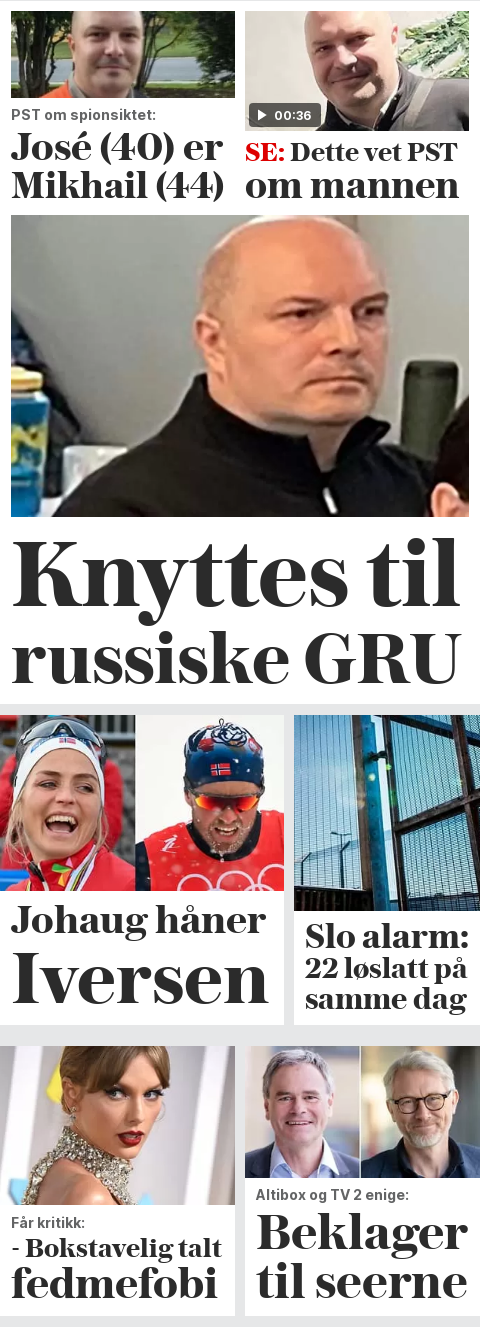 PST om spionsiktet:
José (40) er
Mikhail (44)
00:36
SE: Dette vet PST
om mannen
Knyttes til
russiske GRU
Johaug håner
Iversen
Slo alarm:
22 løslatt på
samme dag
Får kritikk:
- Bokstavelig talt
fedmefobi
Altibox og TV 2 enige:
Beklager
til seerne